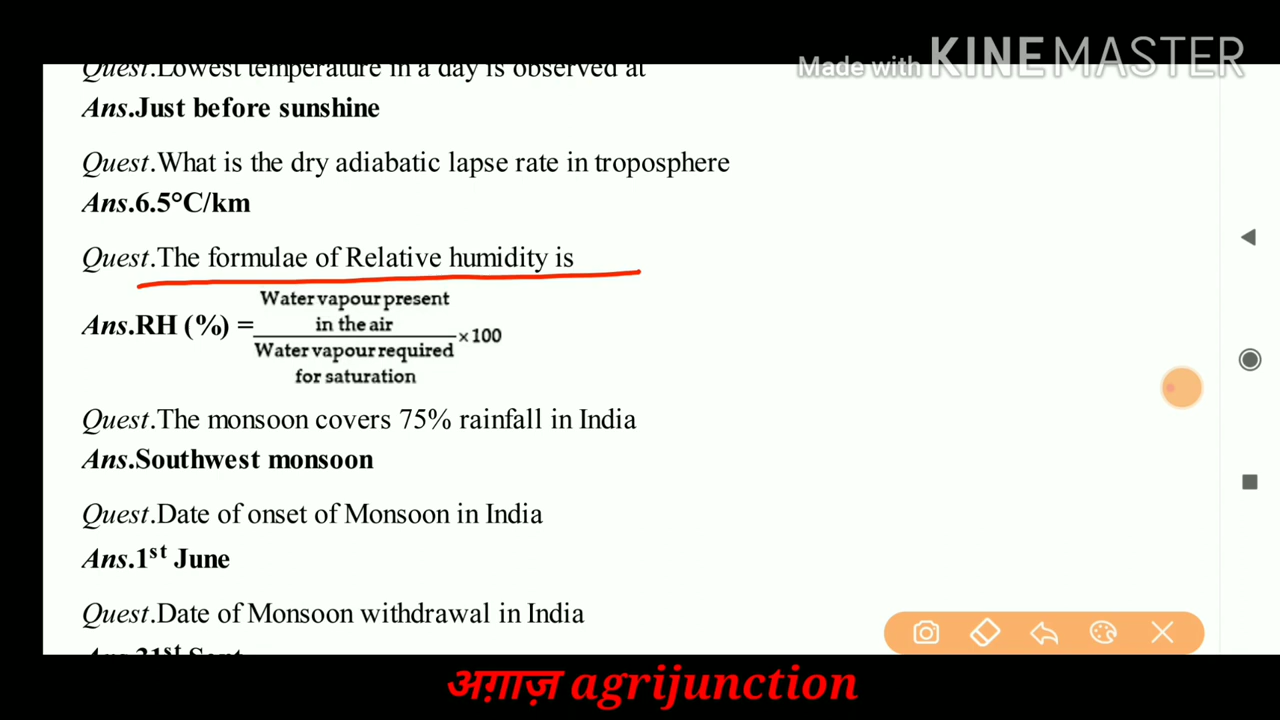 Made with KINEMASTER
Quest.Lowest temperature in a day is observed at
Ans.Just before sunshine
Quest.What is the dry adiabatic lapse rate in troposphere
Ans.6.5°C/km
Quest.The formulae of Relative humidity is
Water vapour present
in the air
Ans.RH (%) = ×100
Water vapour required
for saturation
Quest.The monsoon covers 75% rainfall in India
Ans.Southwest monsoon
Quest.Date of onset of Monsoon in India
Ans.1st June
Quest.Date of Monsoon withdrawal in India
अग़ाज़ agrijunction